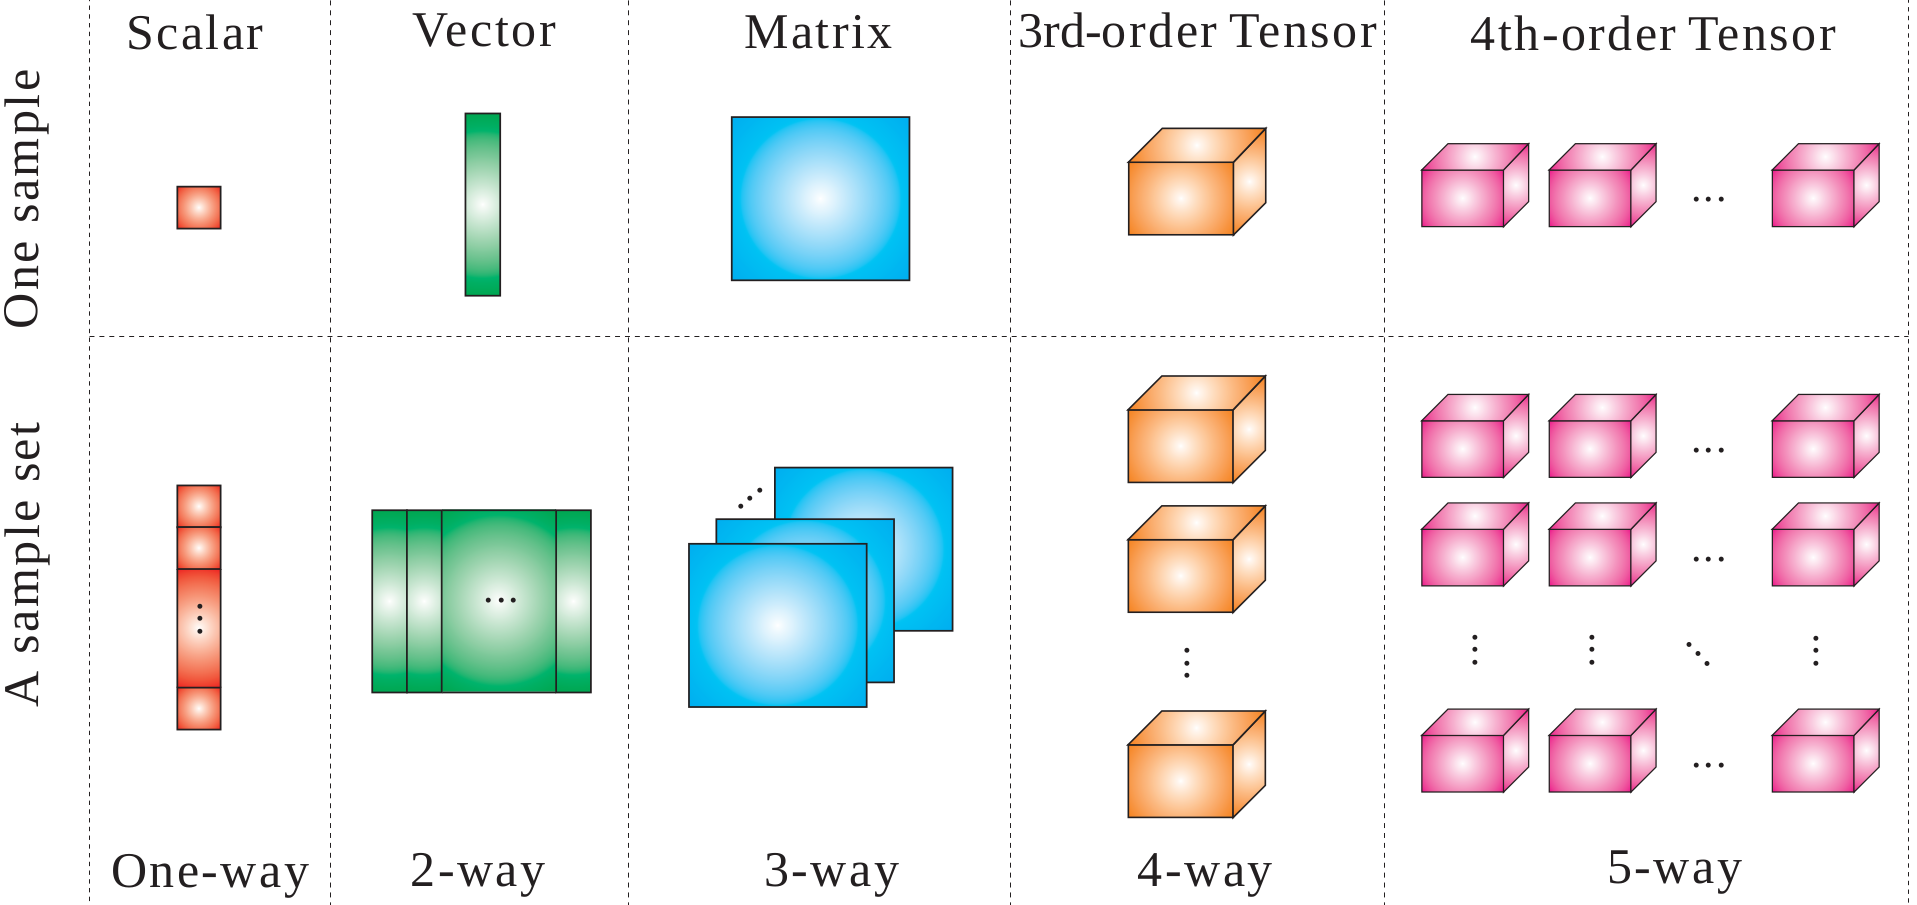 Scalar
Vector
Matrix
3rd-order Tensor
4th-order Tensor
One sample
A sample set
One-way
2-way
3-way
4-way
5-way